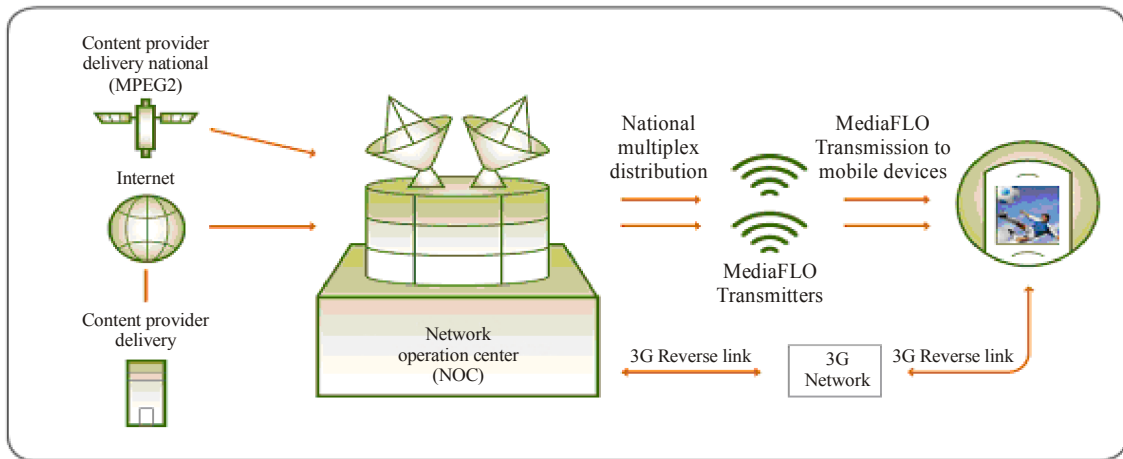 Content provider
delivery national
(MPEG2)
Internet
Content provider
delivery
Network
operation center
(NOC)
National
multiplex
distribution
MediaFLO
Transmitters
MediaFLO
Transmission to
mobile devices
3G Reverse link
3G
Network
3G Reverse link